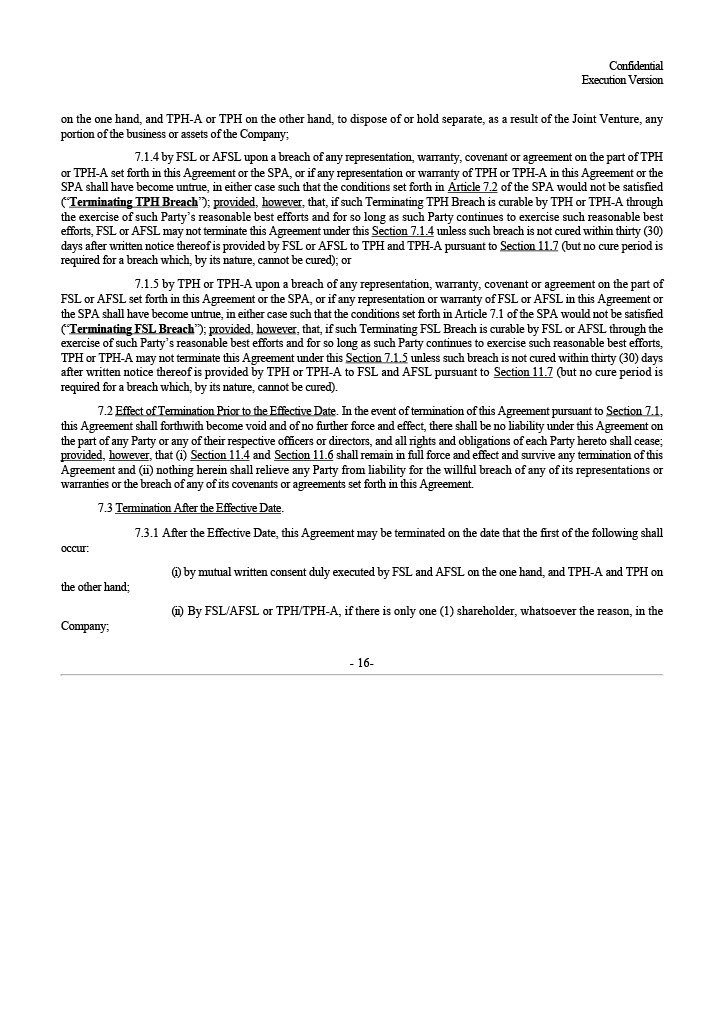 Confidential
Execution Version
on the one hand, and TPH-A or TPH on the other hand, to dispose of or hold separate, as a result of the Joint Venture, any
portion of the business or assets of the Company;
7.1.4 by FSL or AFSL upon a breach of any representation, warranty, covenant or agreement on the part of TPH
or TPH-A set forth in this Agreement or the SPA, or if any representation or warranty of TPH or TPH-A in this Agreement or the
SPA shall have become untrue, in either case such that the conditions set forth in Article 7.2 of the SPA would not be satisfied
(“Terminating TPH Breach”); provided, however, that, if such Terminating TPH Breach is curable by TPH or TPH-A through
the exercise of such Party’s reasonable best efforts and for so long as such Party continues to exercise such reasonable best
efforts, FSL or AFSL may not terminate this Agreement under this Section 7.1.4 unless such breach is not cured within thirty (30)
days after written notice thereof is provided by FSL or AFSL to TPH and TPH-A pursuant to Section 11.7 (but no cure period is
required for a breach which, by its nature, cannot be cured); or
7.1.5 by TPH or TPH-A upon a breach of any representation, warranty, covenant or agreement on the part of
FSL or AFSL set forth in this Agreement or the SPA, or if any representation or warranty of FSL or AFSL in this Agreement or
the SPA shall have become untrue, in either case such that the conditions set forth in Article 7.1 of the SPA would not be satisfied
(“Terminating FSL Breach”); provided, however, that, if such Terminating FSL Breach is curable by FSL or AFSL through the
exercise of such Party’s reasonable best efforts and for so long as such Party continues to exercise such reasonable best efforts,
TPH or TPH-A may not terminate this Agreement under this Section 7.1.5 unless such breach is not cured within thirty (30) days
after written notice thereof is provided by TPH or TPH-A to FSL and AFSL pursuant to Section 11.7 (but no cure period is
required for a breach which, by its nature, cannot be cured).
7.2 Effect of Termination Prior to the Effective Date. In the event of termination of this Agreement pursuant to Section 7.1,
this Agreement shall forthwith become void and of no further force and effect, there shall be no liability under this Agreement on
the part of any Party or any of their respective officers or directors, and all rights and obligations of each Party hereto shall cease;
provided, however, that (i) Section 11.4 and Section 11.6 shall remain in full force and effect and survive any termination of this
Agreement and (ii) nothing herein shall relieve any Party from liability for the willful breach of any of its representations or
warranties or the breach of any of its covenants or agreements set forth in this Agreement.
7.3 Termination After the Effective Date.
7.3.1 After the Effective Date, this Agreement may be terminated on the date that the first of the following shall
occur:
(i) by mutual written consent duly executed by FSL and AFSL on the one hand, and TPH-A and TPH on
the other hand;
(ii) By FSL/AFSL or TPH/TPH-A, if there is only one (1) shareholder, whatsoever the reason, in the
Company;
- 16-